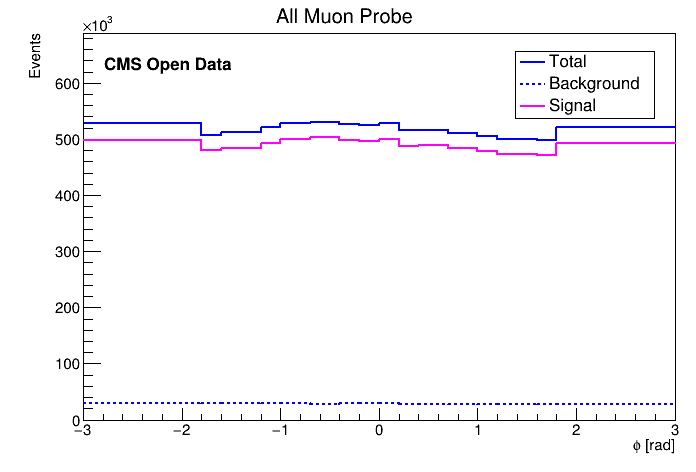 All Muon Probe
×10³
Events
CMS Open Data
Total
Background
Signal
600
500
400
300
200
100
0
−3 −2 −1 0 1 2 3
ϕ [rad]